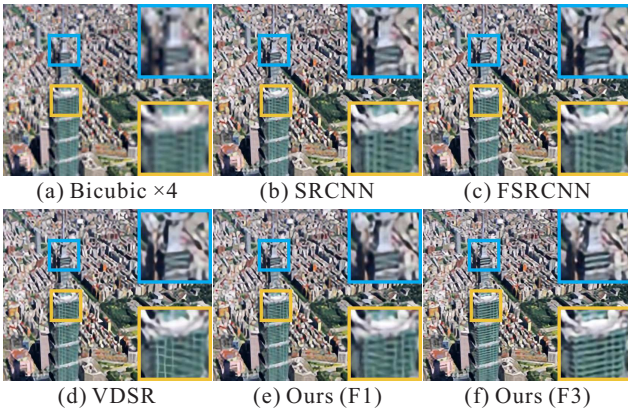 (a) Bicubic ×4
(b) SRCNN
(c) FSRCNN
(d) VDSR
(e) Ours (F1)
(f) Ours (F3)